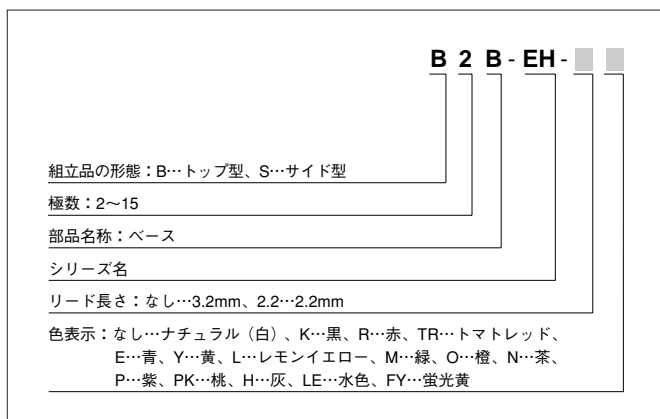 B 2 B - EH -
組立品の形態：B…トップ型、S…サイド型
極数：2～15
部品名称：ベース
シリーズ名
リード長さ：なし…3.2mm、2.2…2.2mm
色表示：なし…ナチュラル（白）、K…黒、R…赤、TR…トマトレッド、
E…青、Y…黄、L…レモンイエロー、M…緑、O…橙、N…茶、
P…紫、PK…桃、H…灰、LE…水色、FY…蛍光黄